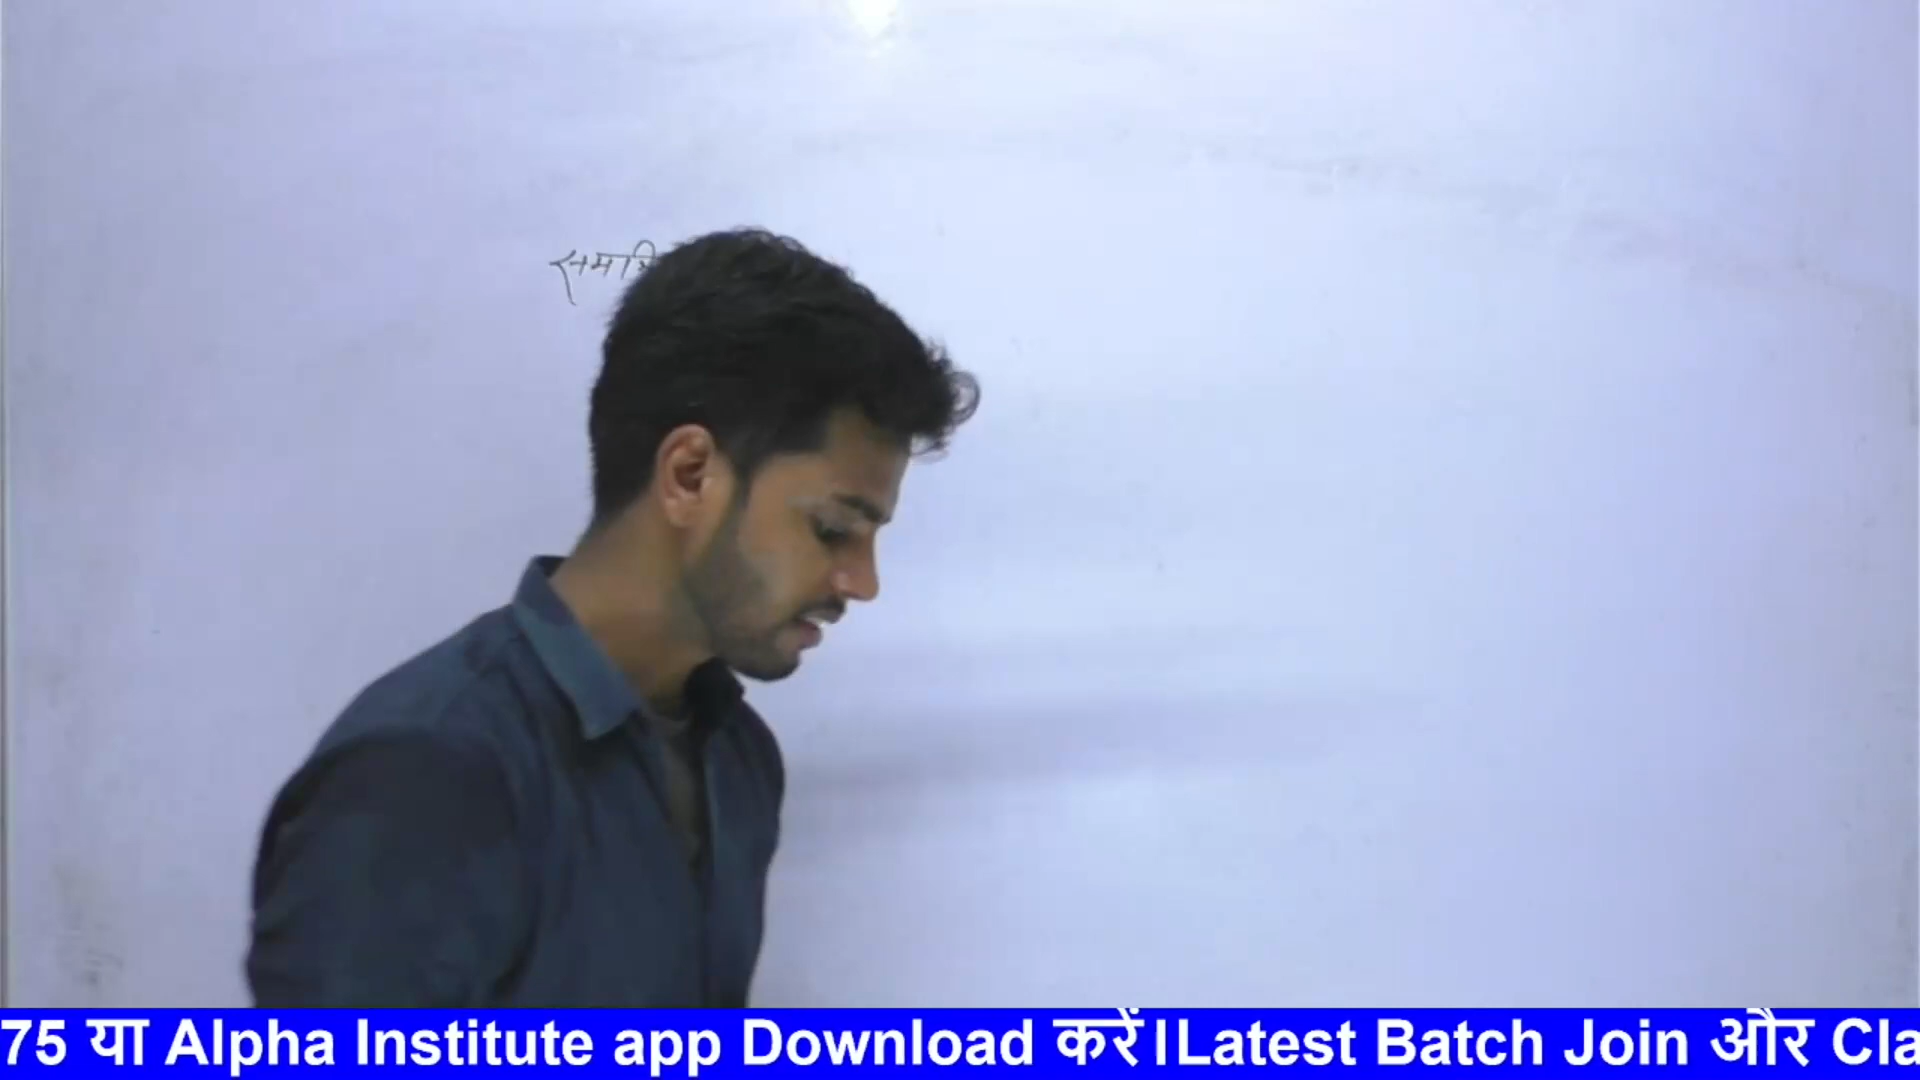 75 या Alpha Institute app Download करें।Latest Batch Join और Cla